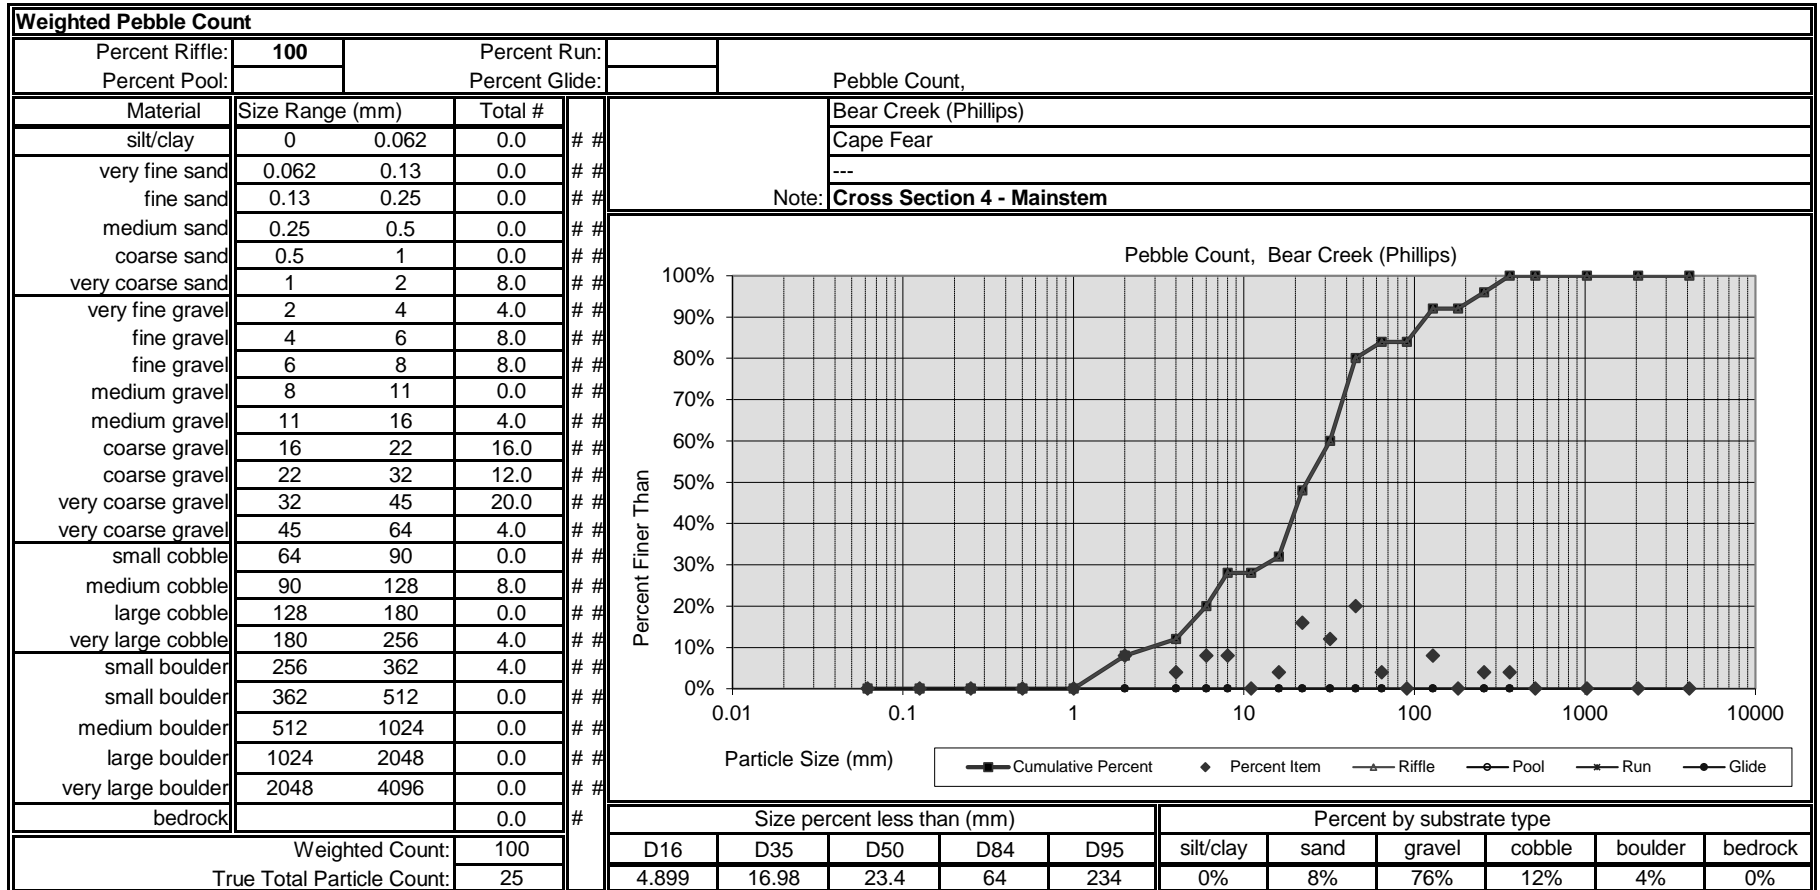 Weighted Pebble Count
Percent Riffle: 100 Percent Run:
Percent Pool: Percent Glide: Pebble Count,
Material Size Range (mm) Total # Bear Creek (Phillips)
silt/clay 0 0.062 0.0 # # Cape Fear
very fine sand 0.062 0.13 0.0 # # ---
fine sand 0.13 0.25 0.0 # # Note: Cross Section 4 - Mainstem
medium sand 0.25 0.5 0.0 # #
coarse sand 0.5 1 0.0 # #
very coarse sand 1 2 8.0 # #
very fine gravel 2 4 4.0 # #
fine gravel 4 6 8.0 # #
fine gravel 6 8 8.0 # #
medium gravel 8 11 0.0 # #
medium gravel 11 16 4.0 # #
coarse gravel 16 22 16.0 # #
coarse gravel 22 32 12.0 # #
very coarse gravel 32 45 20.0 # #
very coarse gravel 45 64 4.0 # #
small cobble 64 90 0.0 # #
medium cobble 90 128 8.0 # #
large cobble 128 180 0.0 # #
very large cobble 180 256 4.0 # #
small boulder 256 362 4.0 # #
small boulder 362 512 0.0 # #
medium boulder 512 1024 0.0 # #
large boulder 1024 2048 0.0 # #
very large boulder 2048 4096 0.0 # #
bedrock 0.0 #
Weighted Count: 100
True Total Particle Count: 25
Pebble Count, Bear Creek (Phillips)
100%
90%
80%
70%
60%
50%
40%
30%
20%
10%
0%
Percent Finer Than
0.01 0.1 1 10 100 1000 10000
Particle Size (mm)
Cumulative Percent Percent Item Riffle Pool Run Glide
Size percent less than (mm) Percent by substrate type
D16 D35 D50 D84 D95 silt/clay sand gravel cobble boulder bedrock
4.899 16.98 23.4 64 234 0% 8% 76% 12% 4% 0%